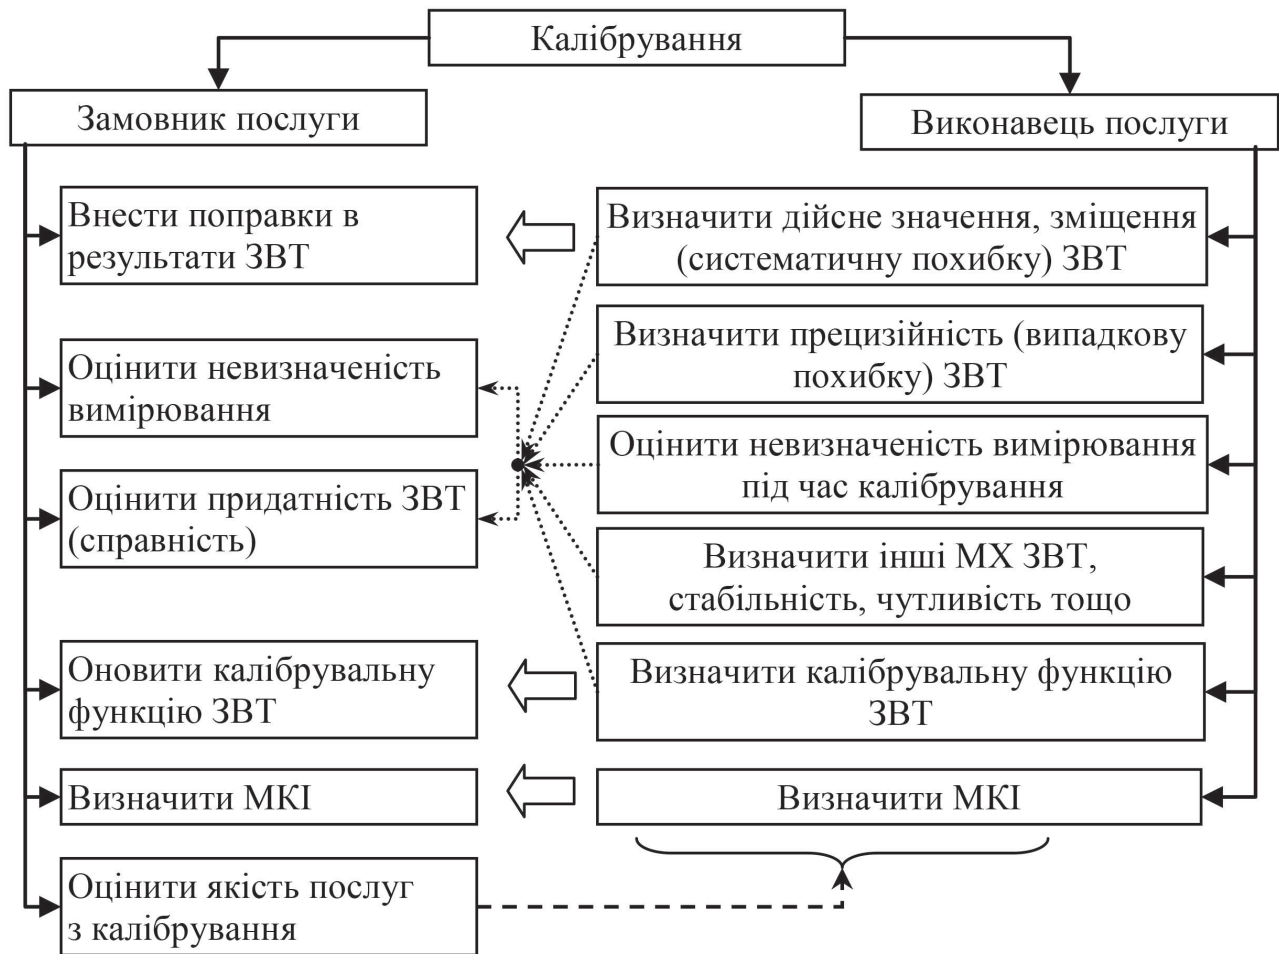 Калібрування
Замовник послуги
Виконавець послуги
Внести поправки в
результати ЗВТ
Оцінити невизначеність
вимірювання
Оцінити придатність ЗВТ
(справність)
Оновити калібрувальну
функцію ЗВТ
Визначити МКІ
Оцінити якість послуг
з калібрування
Визначити дійсне значення, зміщення
(систематичну похибку) ЗВТ
Визначити прецизійність (випадкову
похибку) ЗВТ
Оцінити невизначеність вимірювання
під час калібрування
Визначити інші МХ ЗВТ,
стабільність, чутливість тощо
Визначити калібрувальну функцію
ЗВТ
Визначити МКІ